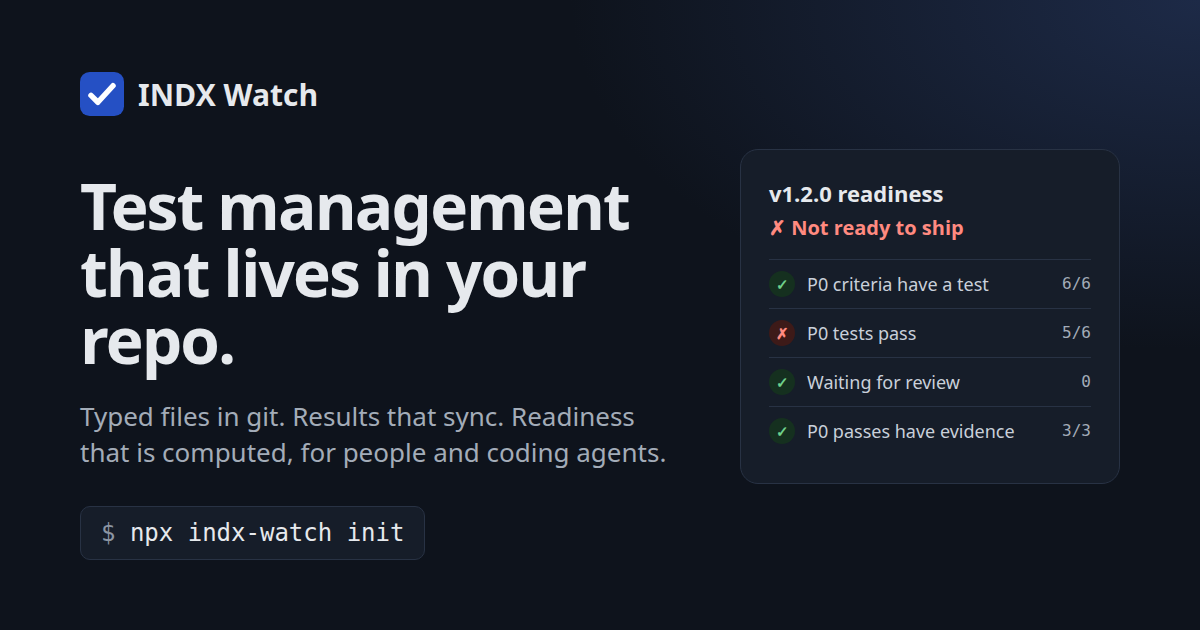 INDX Watch
Test management
that lives in your
repo.
Typed files in git. Results that sync. Readiness
that is computed, for people and coding agents.
$ npx indx-watch init
v1.2.0 readiness
✗ Not ready to ship
✓ P0 criteria have a test 6/6
✗ P0 tests pass 5/6
✓ Waiting for review 0
✓ P0 passes have evidence 3/3